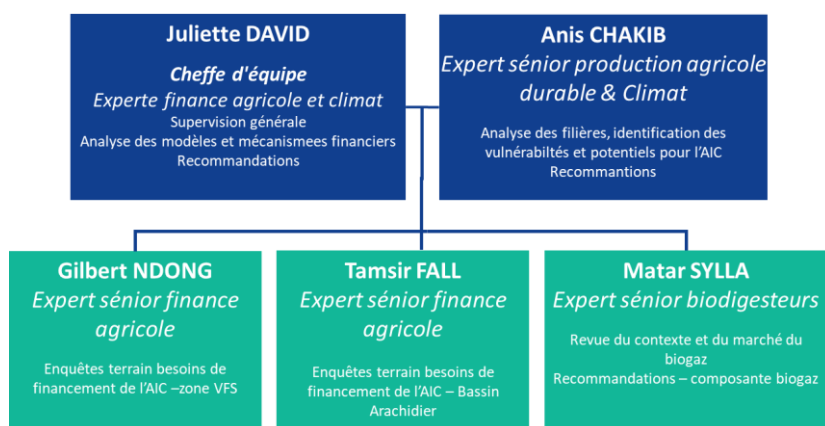 Juliette DAVID
Cheffe d'équipe
Experte finance agricole et climat
Supervision générale
Analyse des modèles et mécanismees financiers
Recommandations
Anis CHAKIB
Expert sénior production agricole
durable & Climat
Analyse des filières, identification des
vulnérabiltés et potentiels pour l'AIC
Recommantions
Gilbert NDONG
Expert sénior finance
agricole
Enquêtes terrain besoins de
financement de l'AIC –zone VFS
Tamsir FALL
Expert sénior finance
agricole
Enquêtes terrain besoins de
financement de l'AIC – Bassin
Arachidier
Matar SYLLA
Expert sénior biodigesteurs
Revue du contexte et du marché du
biogaz
Recommandations – composante biogaz